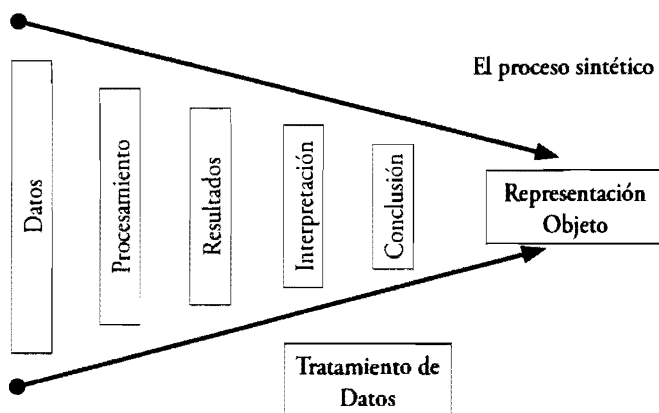 El proceso sintético
Datos
Procesamiento
Resultados
Interpretación
Conclusión
Representación
Objeto
Tratamiento de
Datos